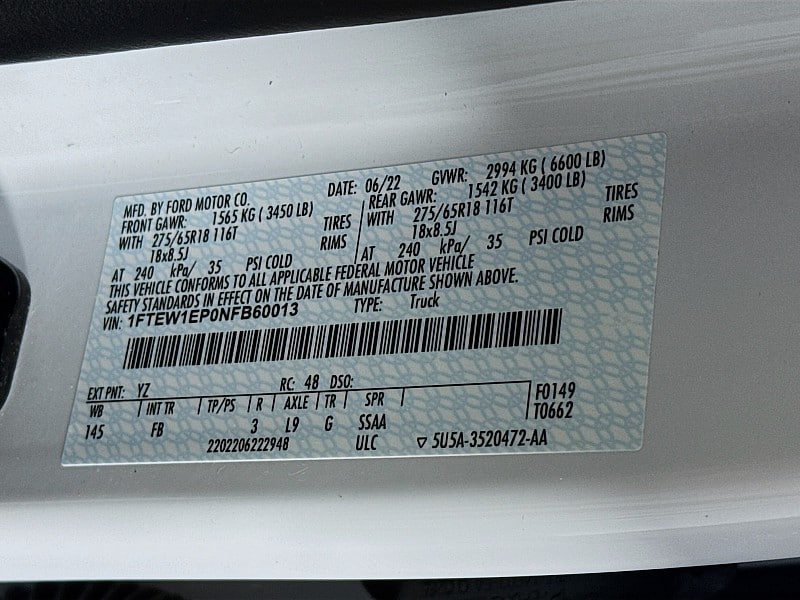 MFD. BY FORD MOTOR CO.
DATE: 06/22 GVWR: 2994 KG ( 6600 LB)
FRONT GAWR: 1565 KG ( 3450 LB) REAR GAWR: 1542 KG ( 3400 LB)
WITH 275/65R18 116T TIRES WITH 275/65R18 116T TIRES
18x8.5J RIMS 18x8.5J RIMS
AT 240 kPa/ 35 PSI COLD AT 240 kPa/ 35 PSI COLD
THIS VEHICLE CONFORMS TO ALL APPLICABLE FEDERAL MOTOR VEHICLE
SAFETY STANDARDS IN EFFECT ON THE DATE OF MANUFACTURE SHOWN ABOVE.
VIN: 1FTEW1EP0NFB60013 TYPE: Truck
EXT PNT: YZ RC: 48 DSO: F0149
WB INT TR TP/PS R AXLE TR SPR T0662
145 FB 3 L9 G SSAA
2202206222948 ULC ▽ 5U5A-3520472-AA